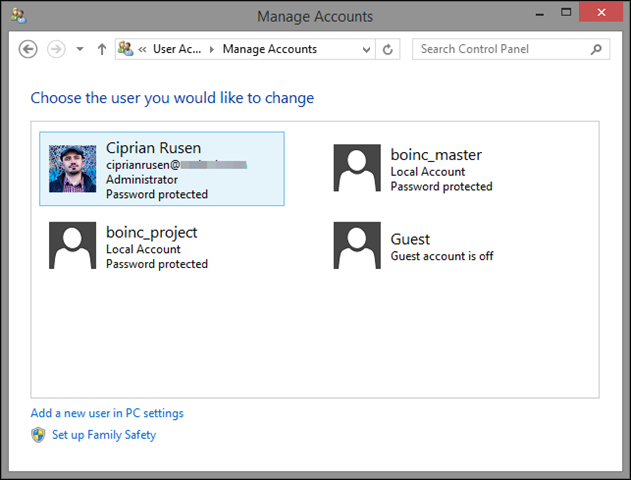 Manage Accounts
« User Ac... Manage Accounts
Search Control Panel
Choose the user you would like to change
Ciprian Rusen
ciprianrusen@
Administrator
Password protected
boinc_master
Local Account
Password protected
boinc_project
Local Account
Password protected
Guest
Guest account is off
Add a new user in PC settings
Set up Family Safety